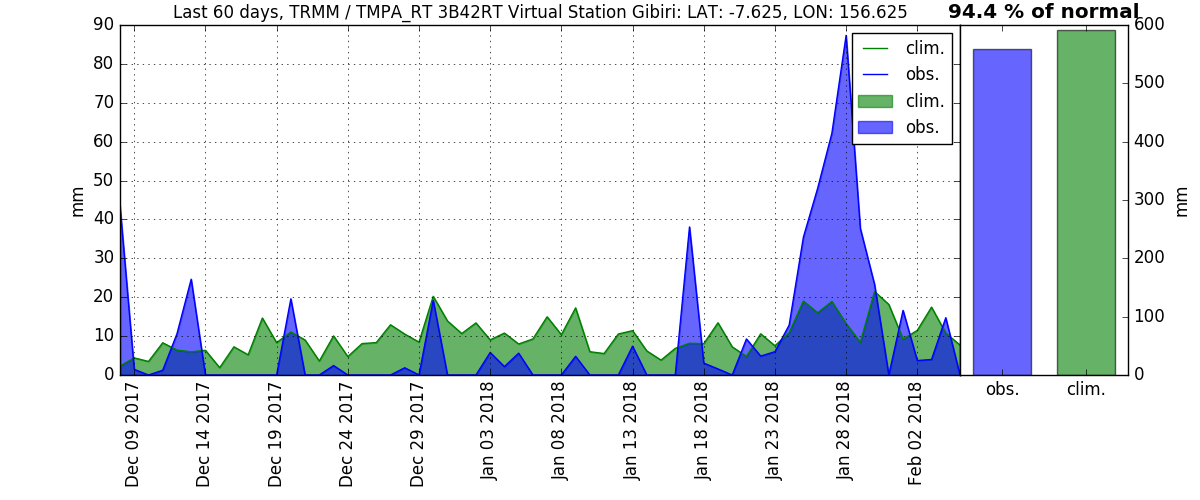 Last 60 days, TRMM / TMPA_RT 3B42RT Virtual Station Gibiri: LAT: -7.625, LON: 156.625
94.4 % of normal
90
80
70
60
50
40
30
20
10
0
mm
clim.
obs.
clim.
obs.
Dec 09 2017
Dec 14 2017
Dec 19 2017
Dec 24 2017
Dec 29 2017
Jan 03 2018
Jan 08 2018
Jan 13 2018
Jan 18 2018
Jan 23 2018
Jan 28 2018
Feb 02 2018
600
500
400
300
200
100
0
mm
obs.
clim.